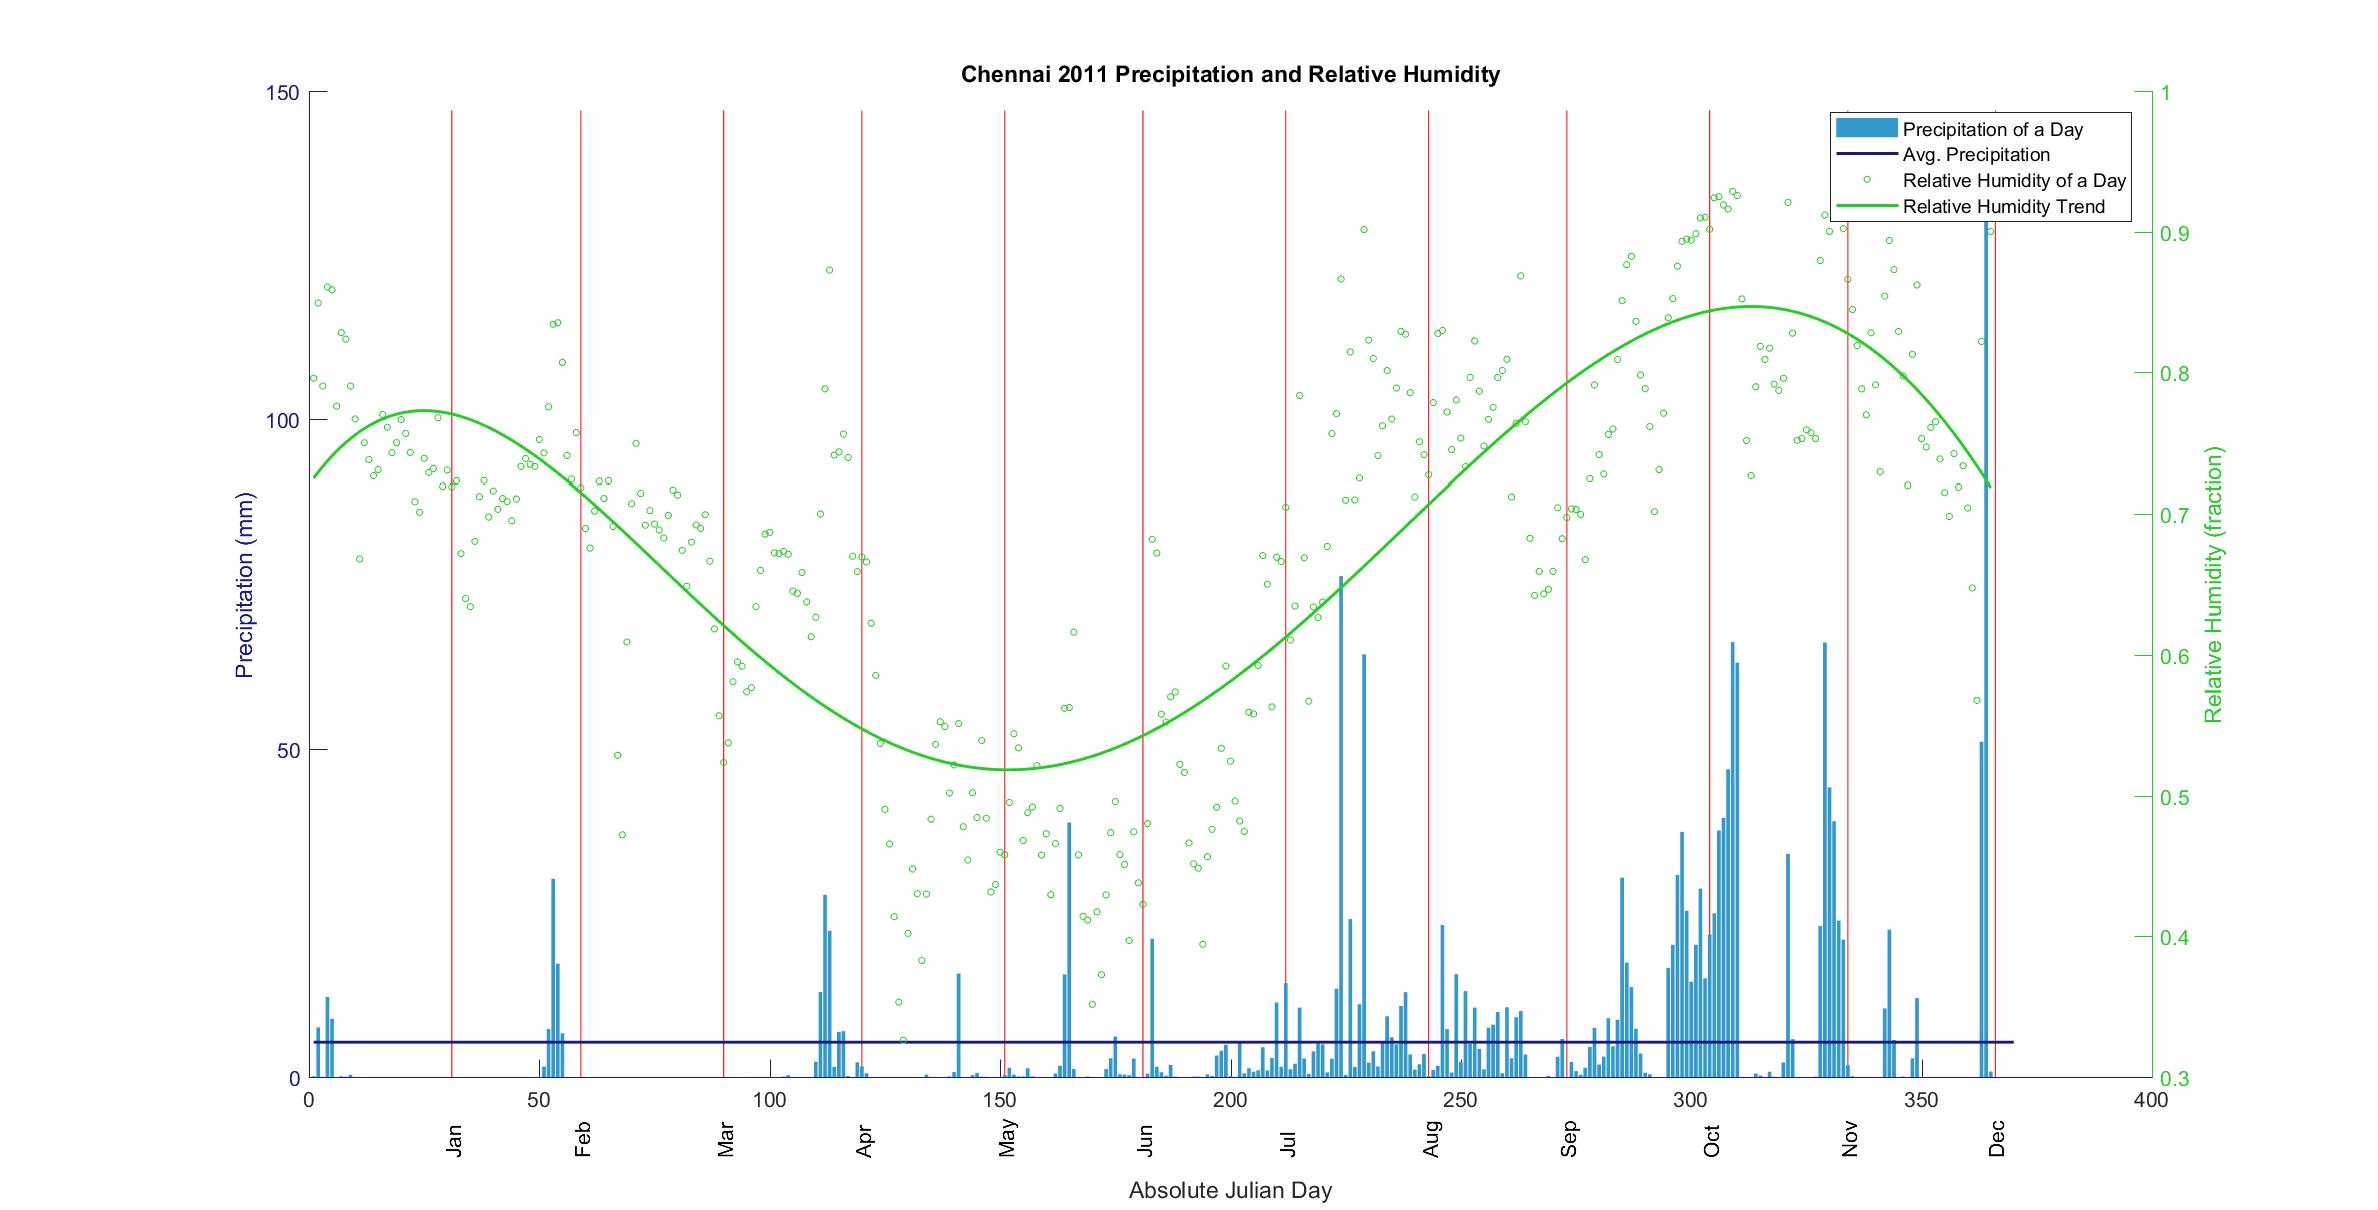 Chennai 2011 Precipitation and Relative Humidity
150
100
50
0
Precipitation (mm)
1
0.9
0.8
0.7
0.6
0.5
0.4
0.3
Relative Humidity (fraction)
Precipitation of a Day
Avg. Precipitation
Relative Humidity of a Day
Relative Humidity Trend
0 50 100 150 200 250 300 350 400
Jan Feb Mar Apr May Jun Jul Aug Sep Oct Nov Dec
Absolute Julian Day